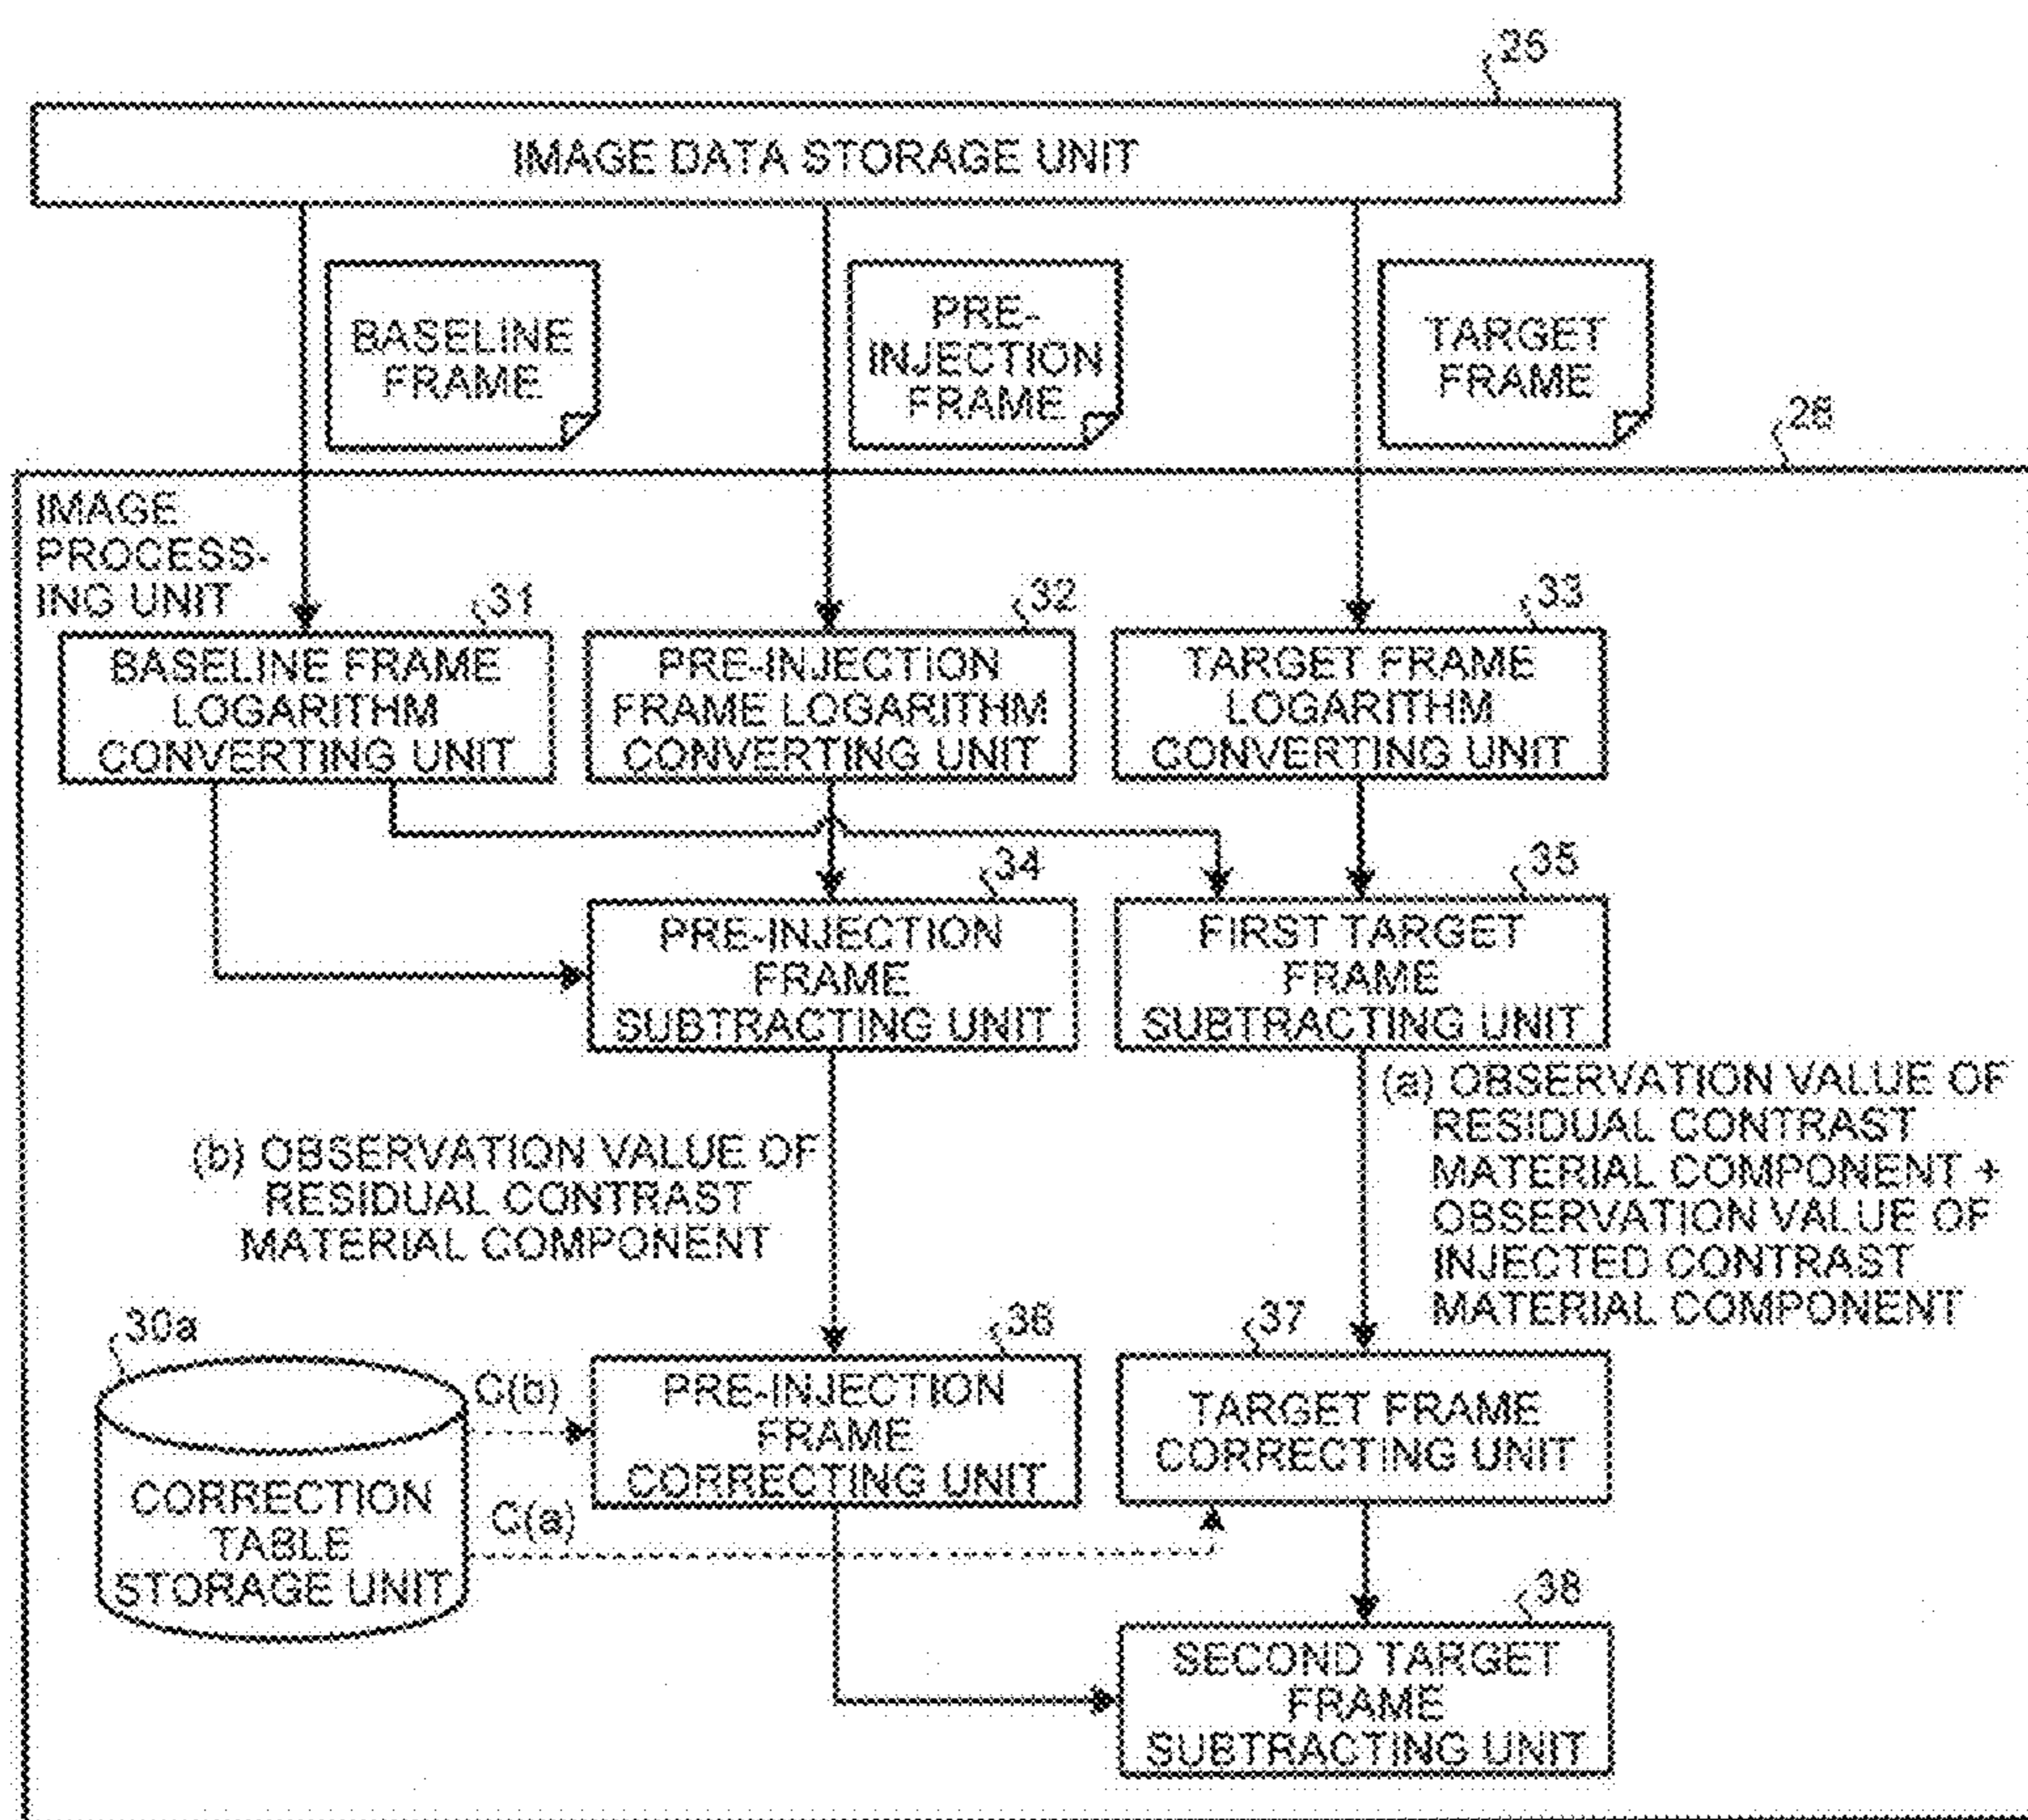 26
IMAGE DATA STORAGE UNIT
BASELINE
FRAME
PRE-
INJECTION
FRAME
TARGET
FRAME
28
IMAGE
PROCESS-
ING UNIT
31
32
33
BASELINE FRAME
LOGARITHM
CONVERTING UNIT
PRE-INJECTION
FRAME LOGARITHM
CONVERTING UNIT
TARGET FRAME
LOGARITHM
CONVERTING UNIT
34
35
PRE-INJECTION
FRAME
SUBTRACTING UNIT
FIRST TARGET
FRAME
SUBTRACTING UNIT
(a) OBSERVATION VALUE OF
RESIDUAL CONTRAST
MATERIAL COMPONENT +
OBSERVATION VALUE OF
INJECTED CONTRAST
MATERIAL COMPONENT
(b) OBSERVATION VALUE OF
RESIDUAL CONTRAST
MATERIAL COMPONENT
30a
36
37
C(b)
PRE-INJECTION
FRAME
CORRECTING UNIT
TARGET FRAME
CORRECTING UNIT
CORRECTION
TABLE
STORAGE UNIT
C(a)
38
SECOND TARGET
FRAME
SUBTRACTING UNIT